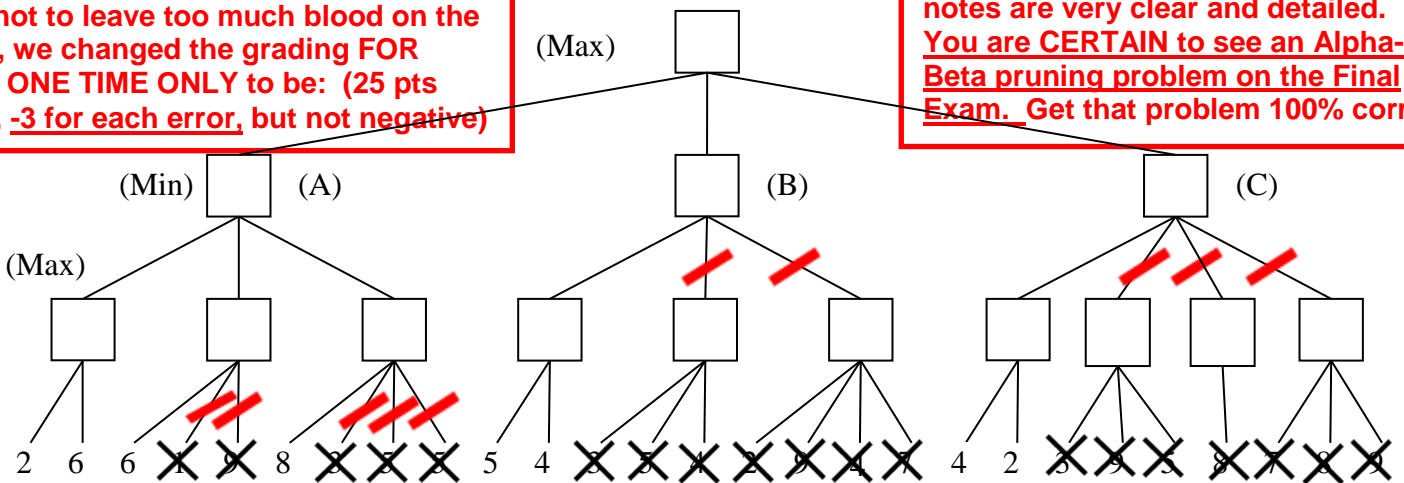 not to leave too much blood on the
, we changed the grading FOR
ONE TIME ONLY to be: (25 pts
, -3 for each error, but not negative)
notes are very clear and detailed.
You are CERTAIN to see an Alpha-
Beta pruning problem on the Final
Exam. Get that problem 100% corr
(Max)
(Min) (A) (B) (C)
(Max)
2 6 6 1 9 8 3 5 5 5 4 3 5 4 2 9 4 7 4 2 3 9 5 8 7 8 9